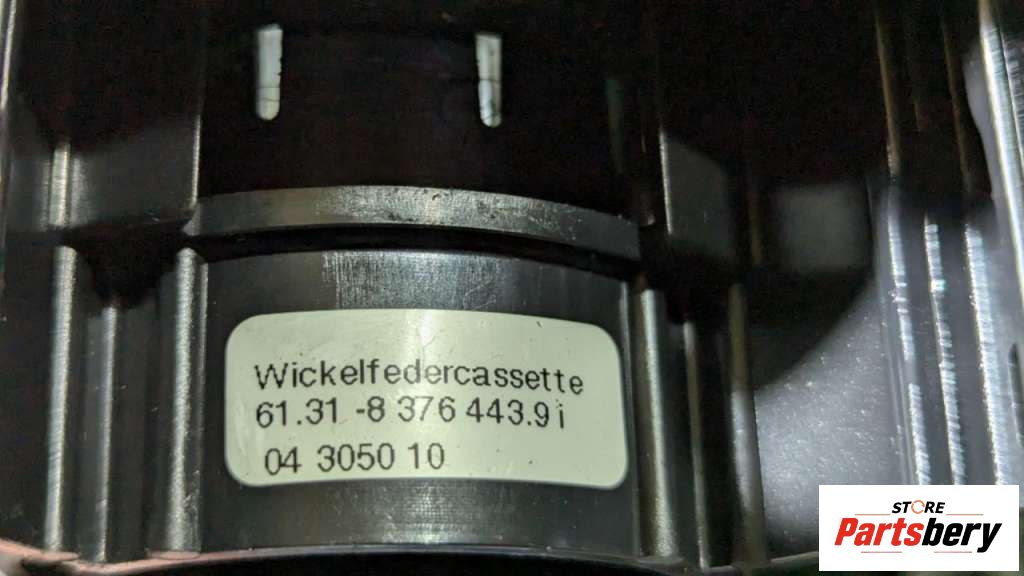 Wickelfedercassette
61.31 -8 376 443.9 i
04 3050 10
STORE
Partsbery